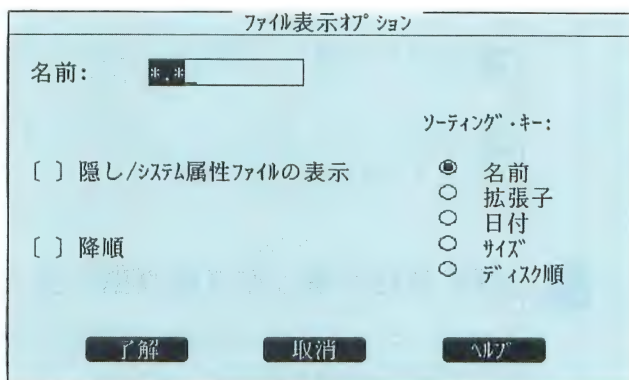 ファイル表示オプション
名前: *.*_
ソーティング・キー:
〔 〕隠し/システム属性ファイルの表示
〔 〕降順
名前
拡張子
日付
サイズ
ディスク順
了解 取消 ヘルプ